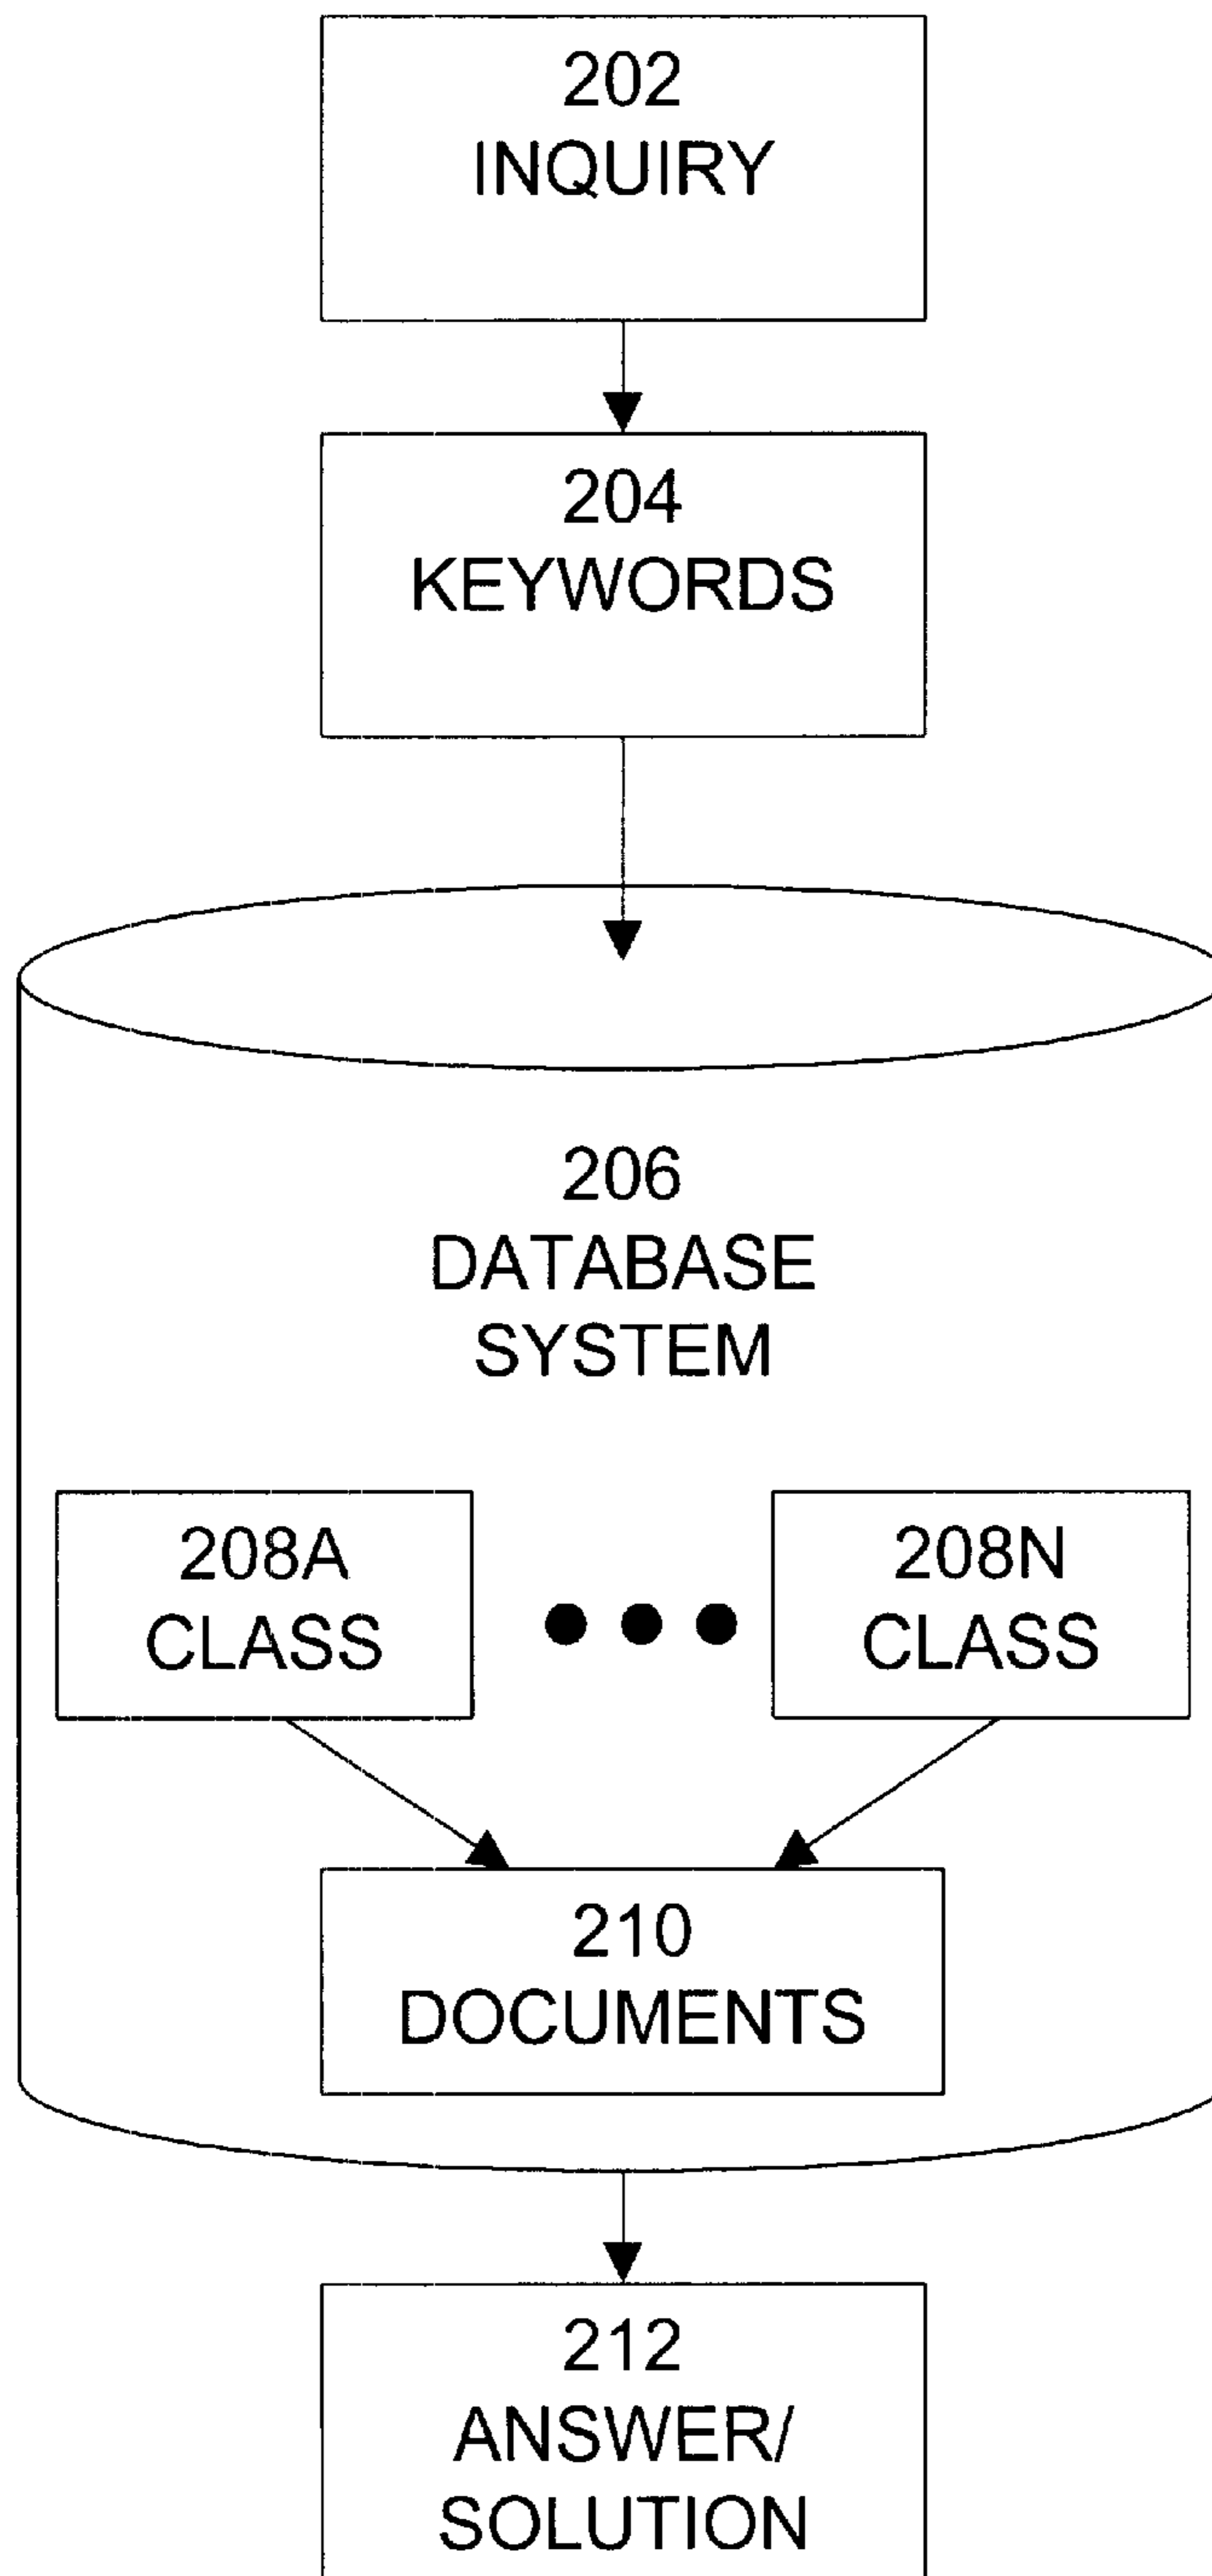 202
INQUIRY
204
KEYWORDS
206
DATABASE
SYSTEM
208A
CLASS
208N
CLASS
210
DOCUMENTS
212
ANSWER/
SOLUTION